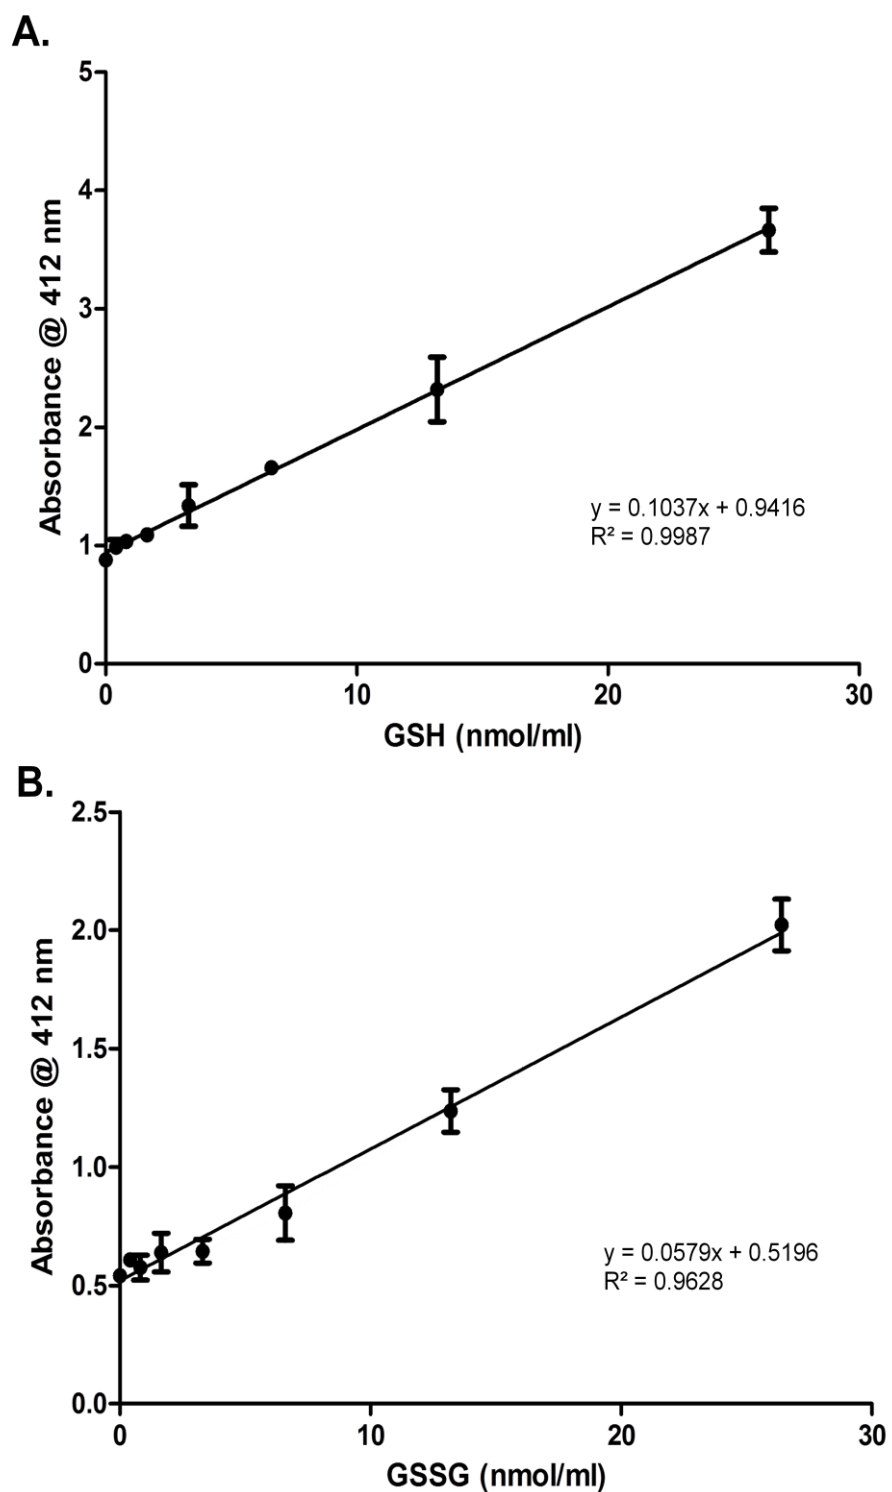 A.
5
4
3
2
1
0
Absorbance @ 412 nm
y = 0.1037x + 0.9416
R² = 0.9987
0 10 20 30
GSH (nmol/ml)
B.
2.5
2.0
1.5
1.0
0.5
0.0
Absorbance @ 412 nm
y = 0.0579x + 0.5196
R² = 0.9628
0 10 20 30
GSSG (nmol/ml)